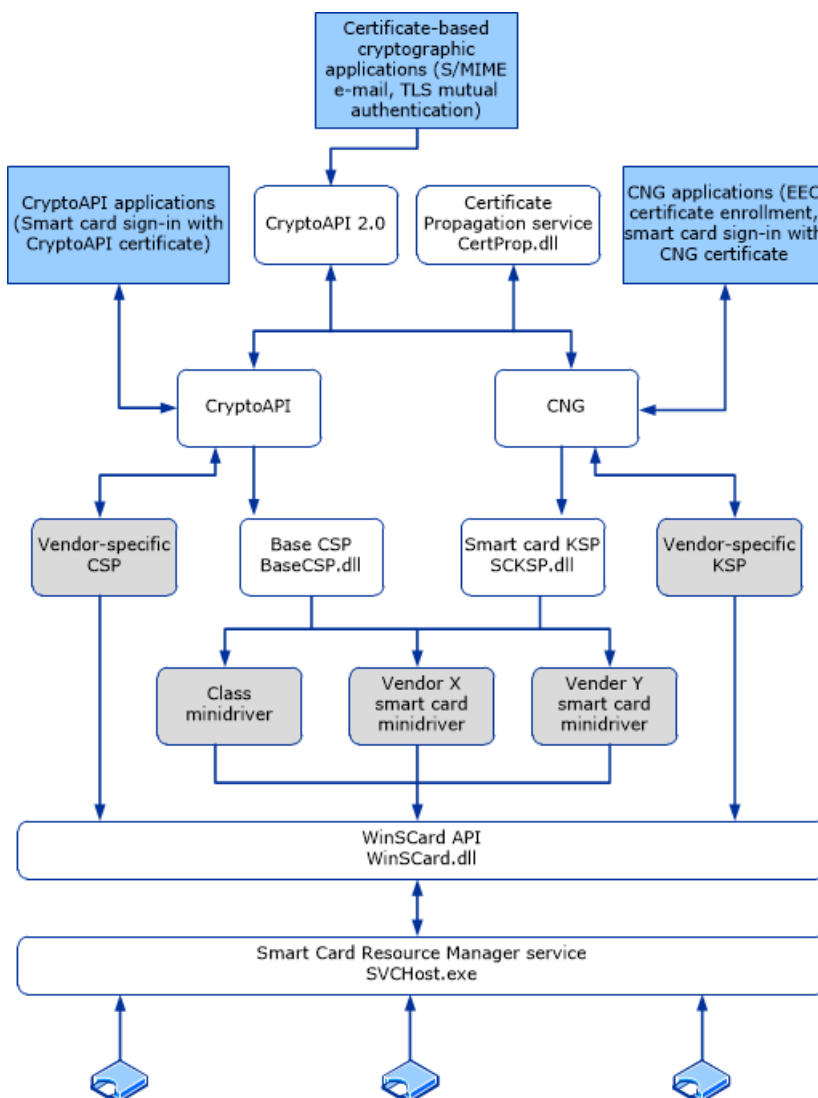 Certificate-based
cryptographic
applications (S/MIME
e-mail, TLS mutual
authentication)
CryptoAPI applications
(Smart card sign-in with
CryptoAPI certificate)
CryptoAPI 2.0
Certificate
Propagation service
CertProp.dll
CNG applications (EEC
certificate enrollment,
smart card sign-in with
CNG certificate
CryptoAPI
CNG
Vendor-specific
CSP
Base CSP
BaseCSP.dll
Smart card KSP
SCKSP.dll
Vendor-specific
KSP
Class
minidriver
Vendor X
smart card
minidriver
Vender Y
smart card
minidriver
WinSCard API
WinSCard.dll
Smart Card Resource Manager service
SVCHost.exe